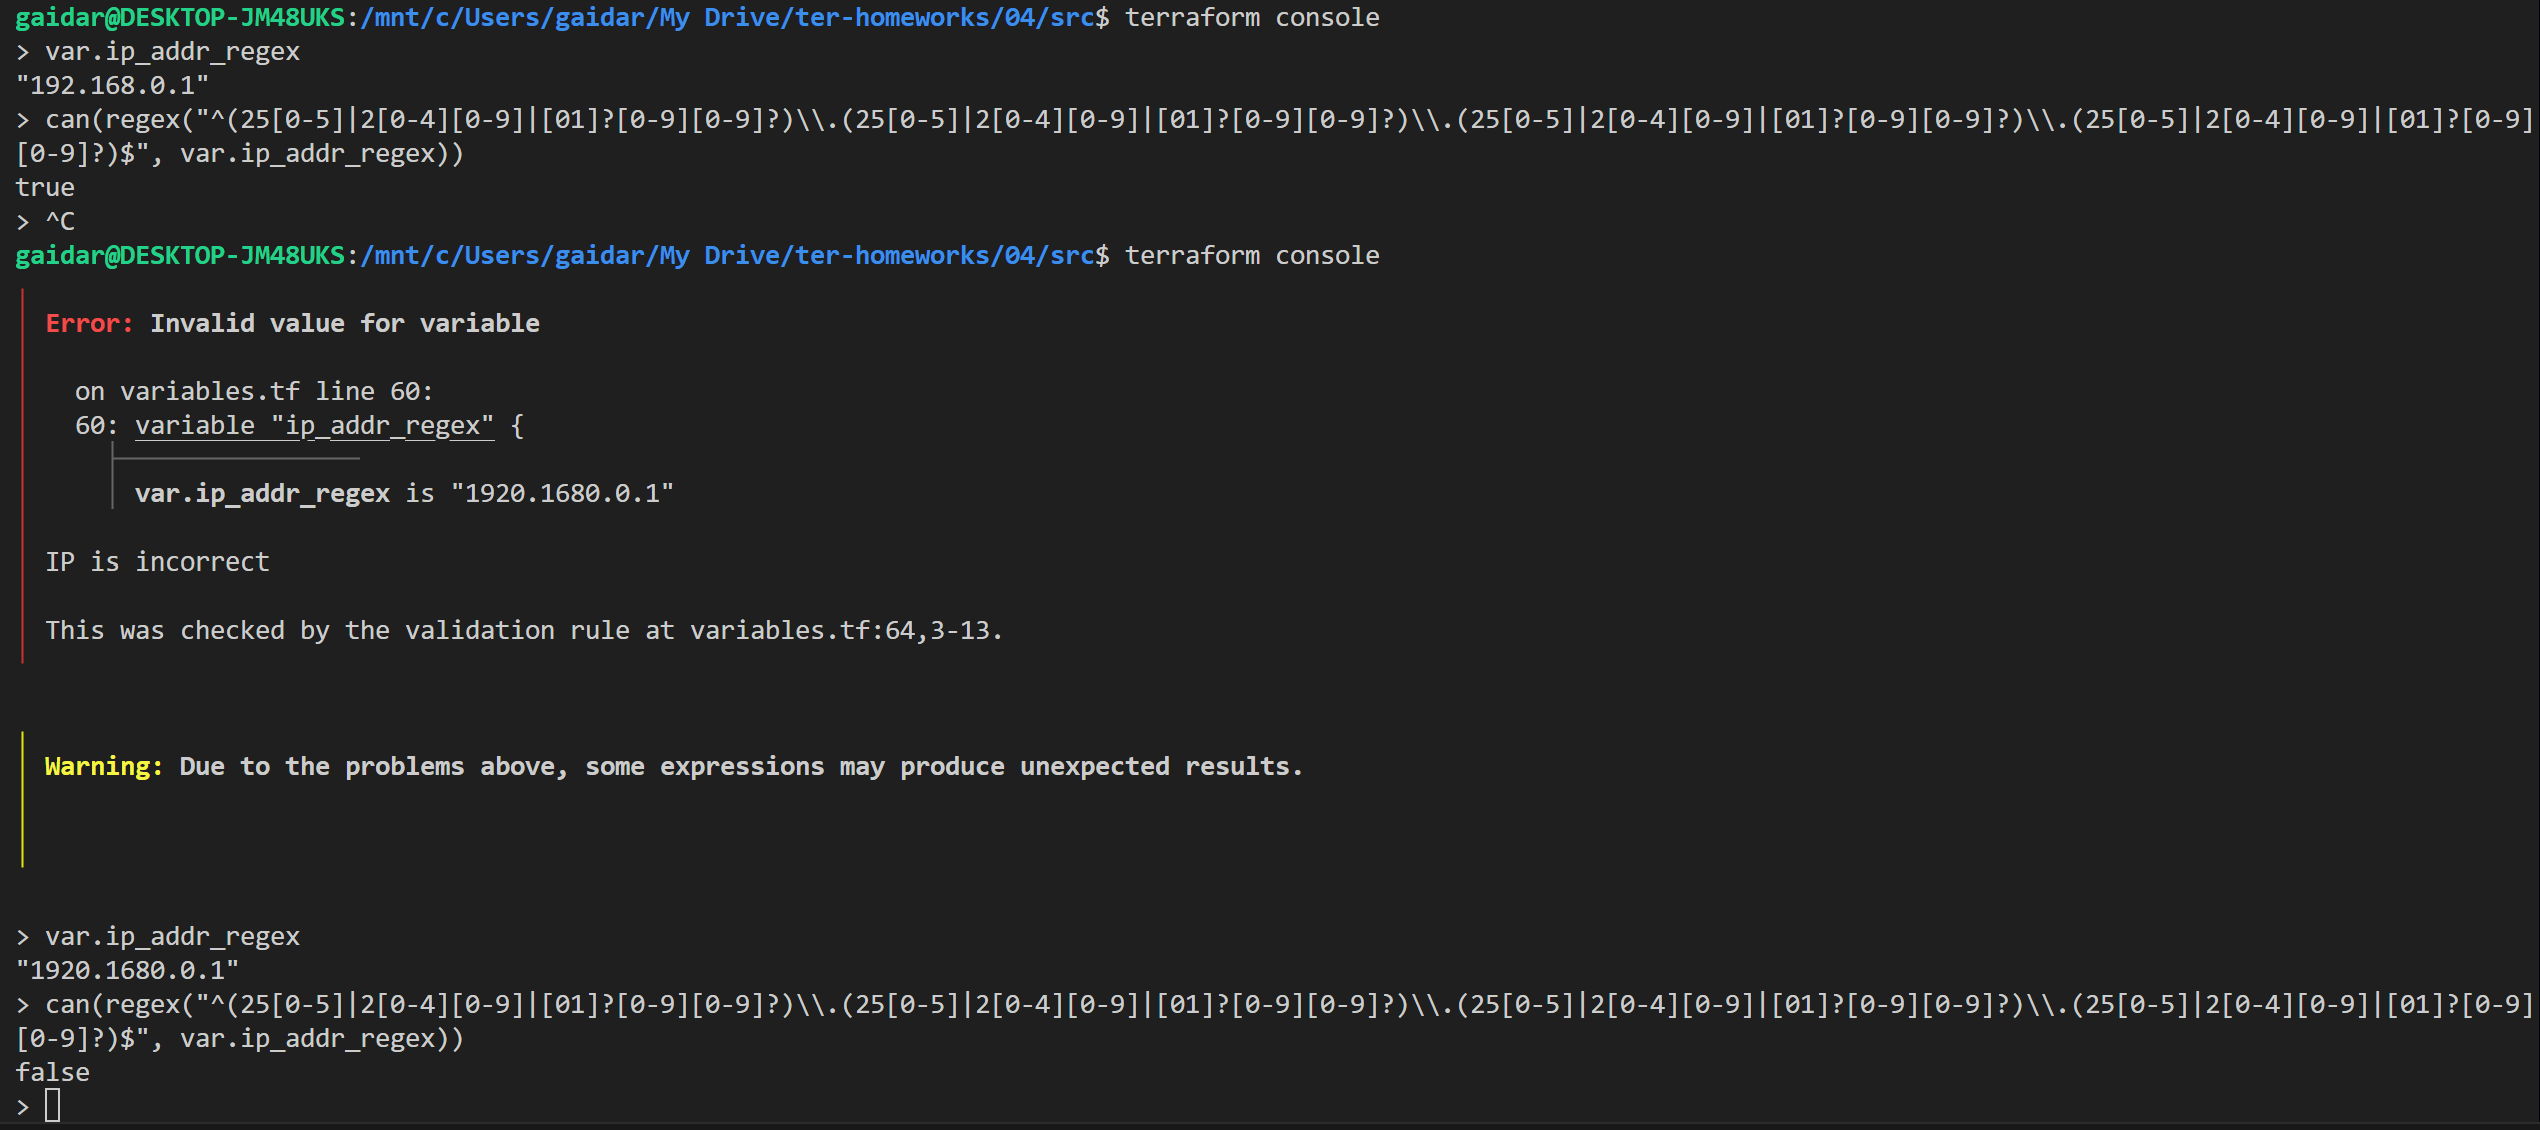 gaidar@DESKTOP-JM48UKS:/mnt/c/Users/gaidar/My Drive/ter-homeworks/04/src$ terraform console
> var.ip_addr_regex
"192.168.0.1"
> can(regex("^(25[0-5]|2[0-4][0-9]|[01]?[0-9][0-9]?)\\.(25[0-5]|2[0-4][0-9]|[01]?[0-9][0-9]?)\\.(25[0-5]|2[0-4][0-9]|[01]?[0-9][0-9]?)\\.(25[0-5]|2[0-4][0-9]|[01]?[0-9]
[0-9]?)$", var.ip_addr_regex))
true
> ^C
gaidar@DESKTOP-JM48UKS:/mnt/c/Users/gaidar/My Drive/ter-homeworks/04/src$ terraform console
Error: Invalid value for variable
on variables.tf line 60:
60: variable "ip_addr_regex" {
var.ip_addr_regex is "1920.1680.0.1"
IP is incorrect
This was checked by the validation rule at variables.tf:64,3-13.
Warning: Due to the problems above, some expressions may produce unexpected results.
> var.ip_addr_regex
"1920.1680.0.1"
> can(regex("^(25[0-5]|2[0-4][0-9]|[01]?[0-9][0-9]?)\\.(25[0-5]|2[0-4][0-9]|[01]?[0-9][0-9]?)\\.(25[0-5]|2[0-4][0-9]|[01]?[0-9][0-9]?)\\.(25[0-5]|2[0-4][0-9]|[01]?[0-9]
[0-9]?)$", var.ip_addr_regex))
false
>